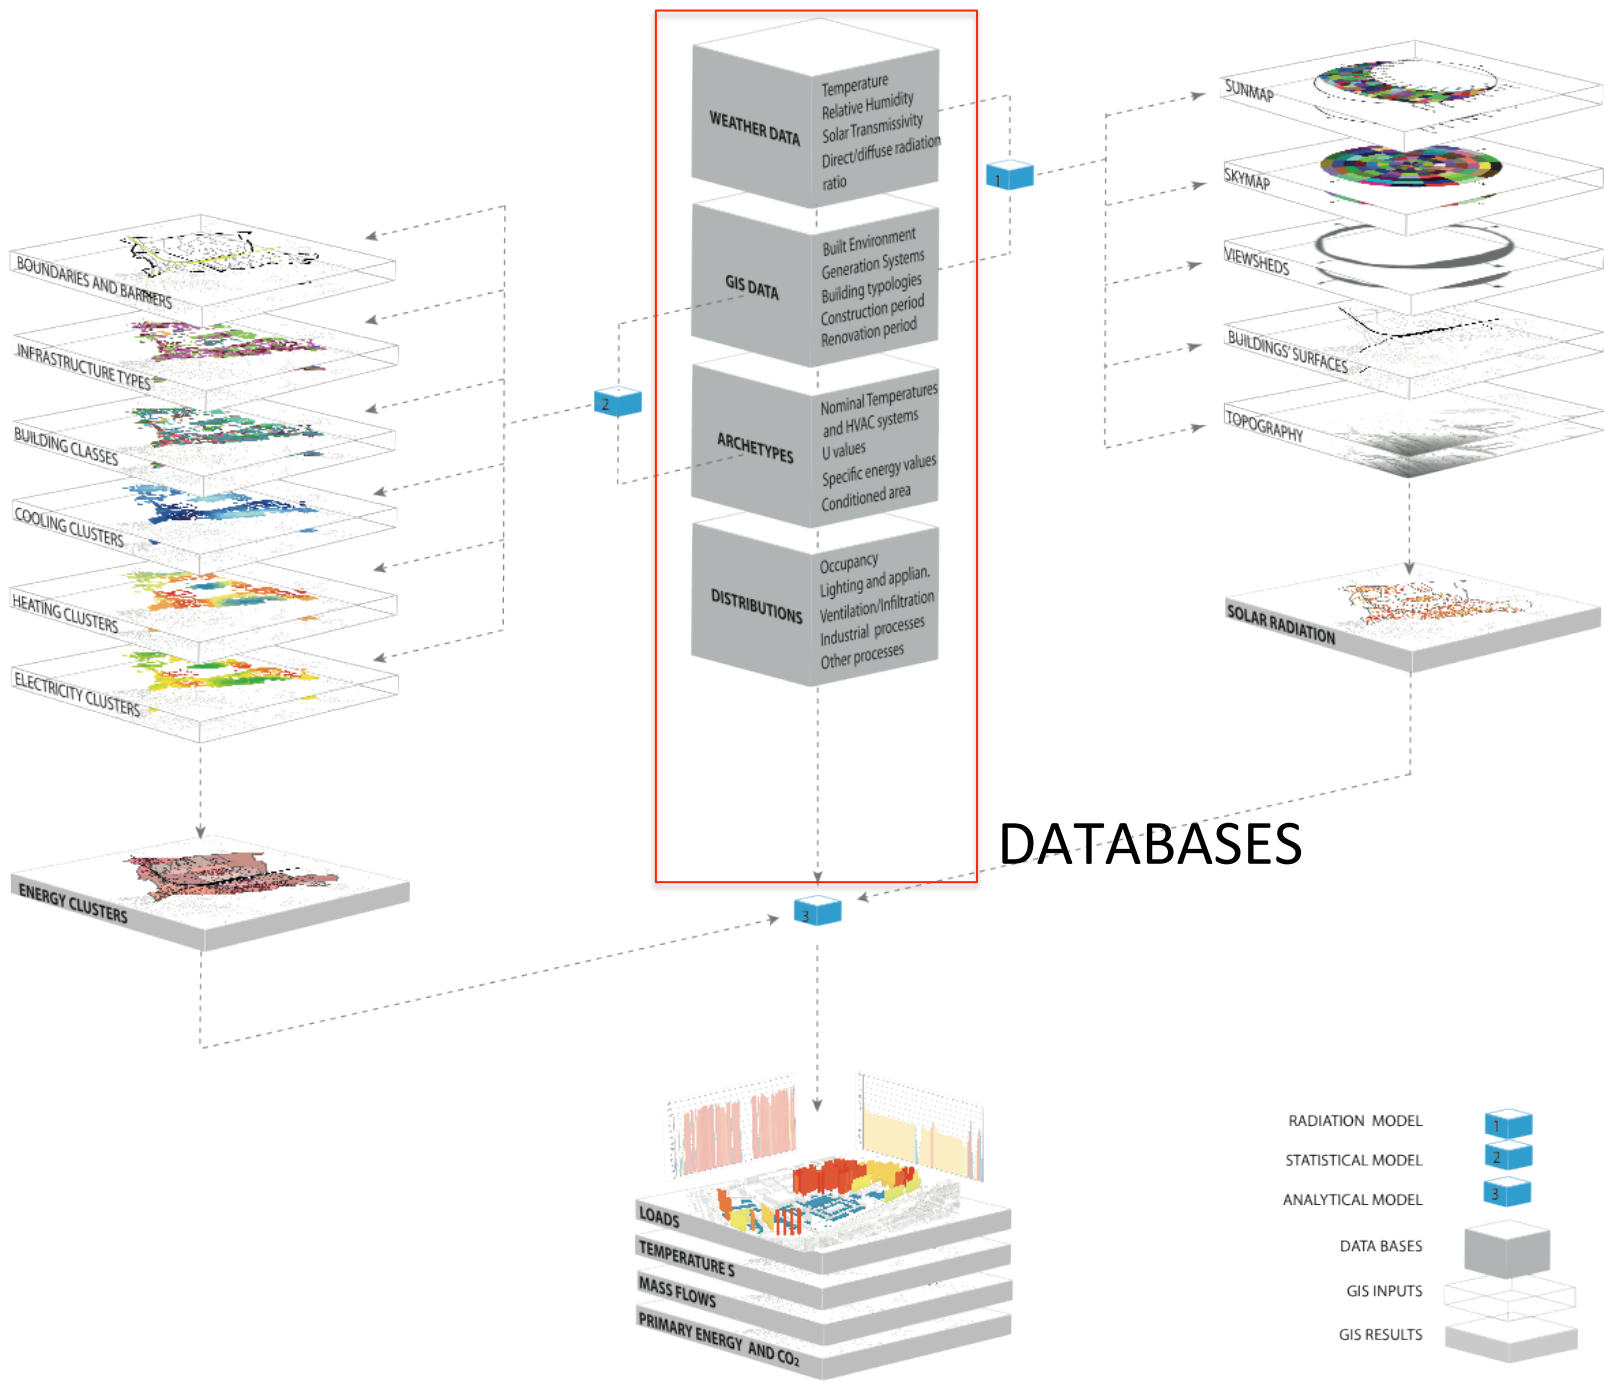 WEATHER DATA
Temperature
Relative Humidity
Solar Transmissivity
Direct/diffuse radiation
ratio
GIS DATA
Built Environment
Generation Systems
Building typologies
Construction period
Renovation period
ARCHETYPES
Nominal Temperatures
and HVAC systems
U values
Specific energy values
Conditioned area
DISTRIBUTIONS
Occupancy
Lighting and applian.
Ventilation/Infiltration
Industrial processes
Other processes
1
2
3
DATABASES
BOUNDARIES AND BARRIERS
INFRASTRUCTURE TYPES
BUILDING CLASSES
COOLING CLUSTERS
HEATING CLUSTERS
ELECTRICITY CLUSTERS
ENERGY CLUSTERS
SUNMAP
SKYMAP
VIEWSHEDS
BUILDINGS' SURFACES
TOPOGRAPHY
SOLAR RADIATION
LOADS
TEMPERATURE S
MASS FLOWS
PRIMARY ENERGY AND CO₂
RADIATION MODEL 1
STATISTICAL MODEL 2
ANALYTICAL MODEL 3
DATA BASES
GIS INPUTS
GIS RESULTS